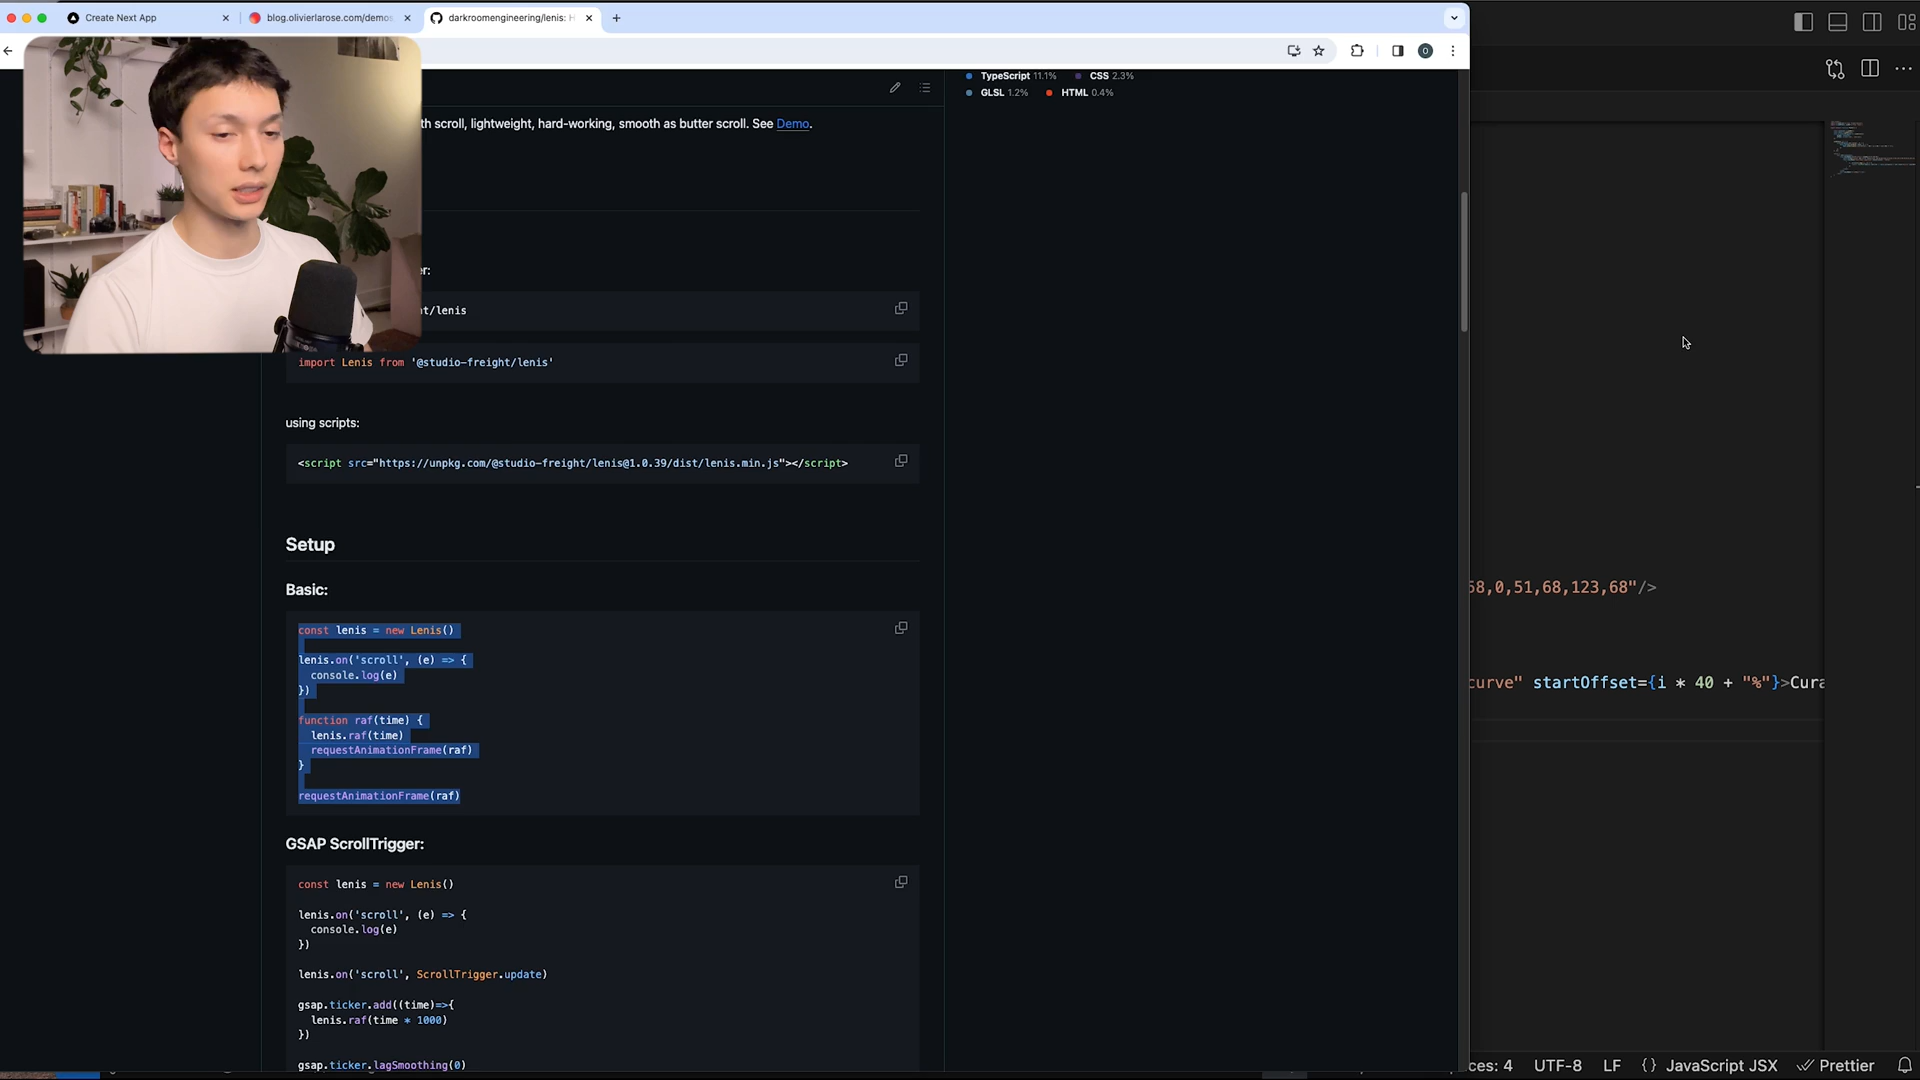 Create Next App
blog.olivierlarose.com/demos
darkroomengineering/lenis: H
O
TypeScript 11.1% CSS 2.3%
GLSL 1.2% HTML 0.4%
th scroll, lightweight, hard-working, smooth as butter scroll. See Demo.
er:
nt/lenis
import Lenis from '@studio-freight/lenis'
using scripts:
<script src="https://unpkg.com/@studio-freight/lenis@1.0.39/dist/lenis.min.js"></script>
Setup
Basic:
58,0,51,68,123,68"/>
const lenis = new Lenis()
lenis.on('scroll', (e) => {
console.log(e)
})
curve" startOffset={i * 40 + "%"}>Cura
function raf(time) {
lenis.raf(time)
requestAnimationFrame(raf)
}
requestAnimationFrame(raf)
GSAP ScrollTrigger:
const lenis = new Lenis()
lenis.on('scroll', (e) => {
console.log(e)
})
lenis.on('scroll', ScrollTrigger.update)
gsap.ticker.add((time)=>{
lenis.raf(time * 1000)
})
gsap.ticker.lagSmoothing(0)
ces: 4 UTF-8 LF {} JavaScript JSX Prettier